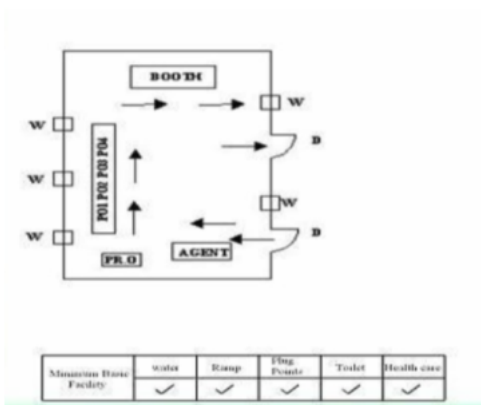 BOOTH
W
W
D
PO1 PO2 PO3 PO4
W
W
D
W
AGENT
PR.O
Minimum Basic Facility
water
Ramp
Plug Points
Toilet
Health care